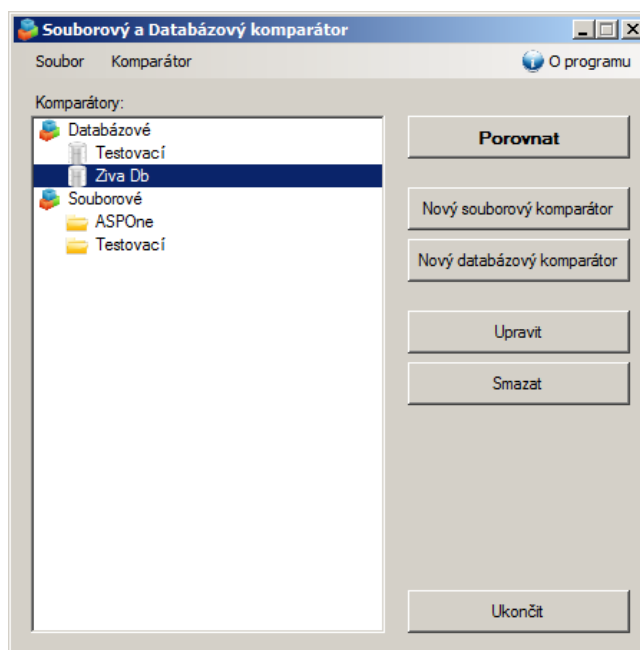 Souborový a Databázový komparátor
Soubor Komparátor O programu
Komparátory:
Databázové
Testovací
Ziva Db
Souborové
ASPOne
Testovací
Porovnat
Nový souborový komparátor
Nový databázový komparátor
Upravit
Smazat
Ukončit